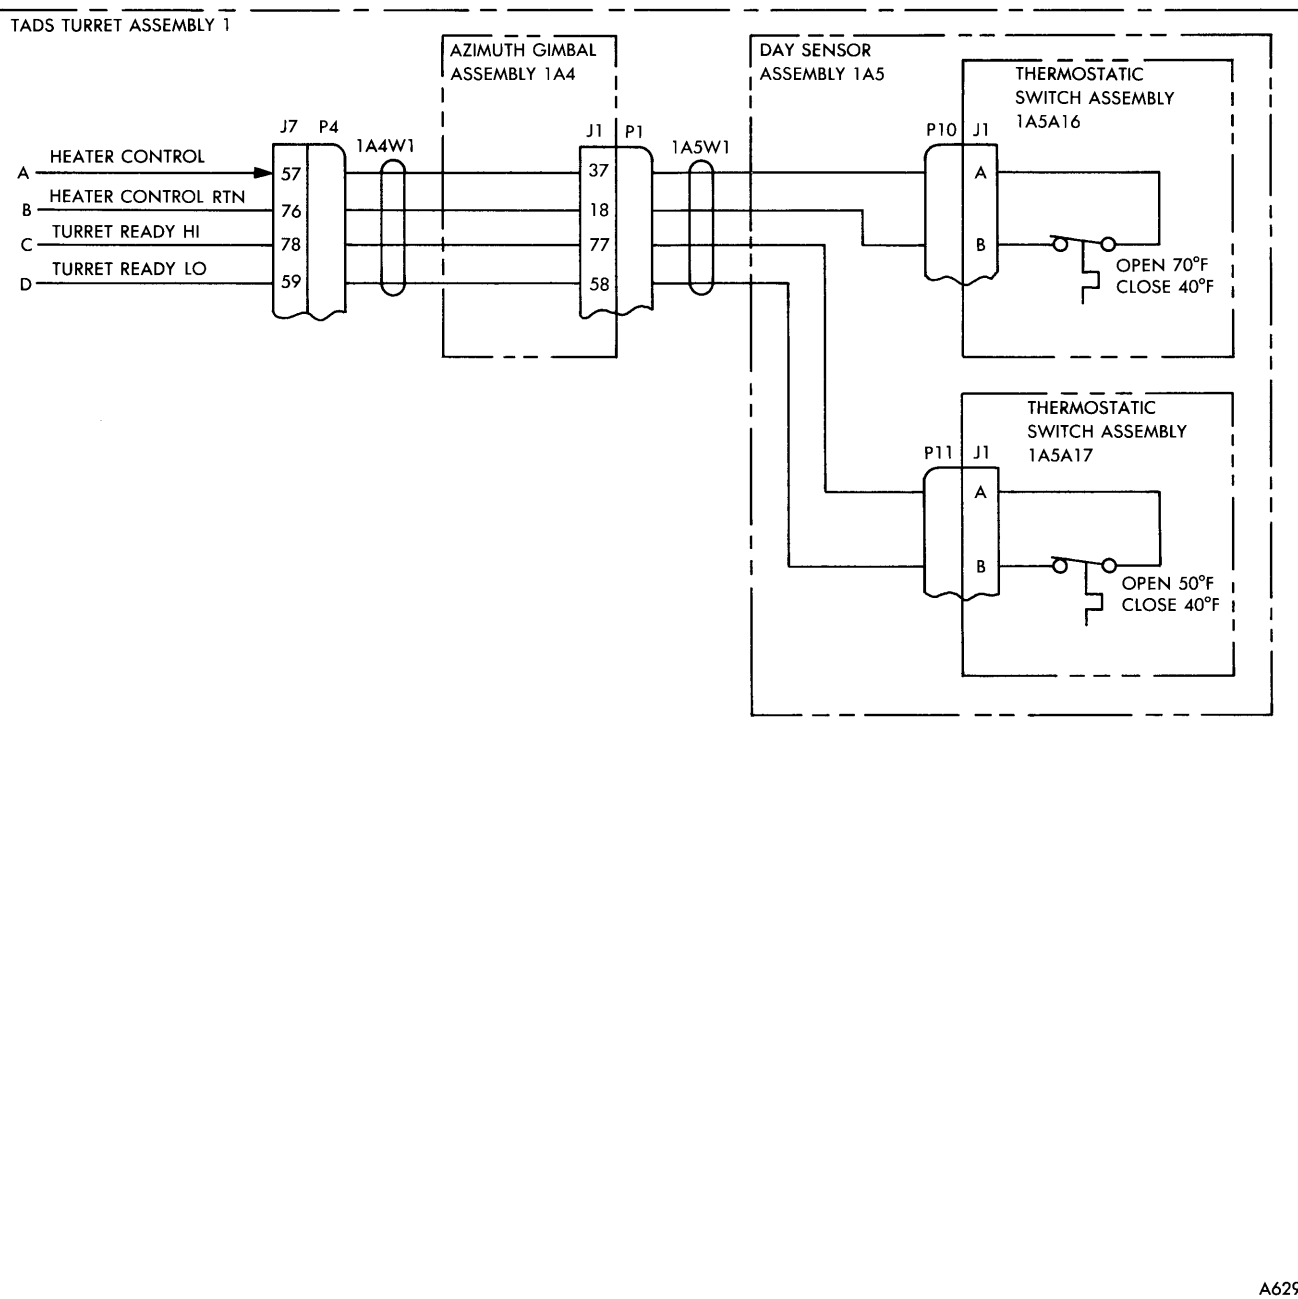 TADS TURRET ASSEMBLY 1
AZIMUTH GIMBAL
ASSEMBLY 1A4
DAY SENSOR
ASSEMBLY 1A5
THERMOSTATIC
SWITCH ASSEMBLY
1A5A16
J7 P4
1A4W1
J1 P1
1A5W1
P10 J1
A HEATER CONTROL 57 37 A
B HEATER CONTROL RTN 76 18
C TURRET READY HI 78 77 B
D TURRET READY LO 59 58
OPEN 70°F
CLOSE 40°F
THERMOSTATIC
SWITCH ASSEMBLY
1A5A17
P11 J1
A
B
OPEN 50°F
CLOSE 40°F
A629